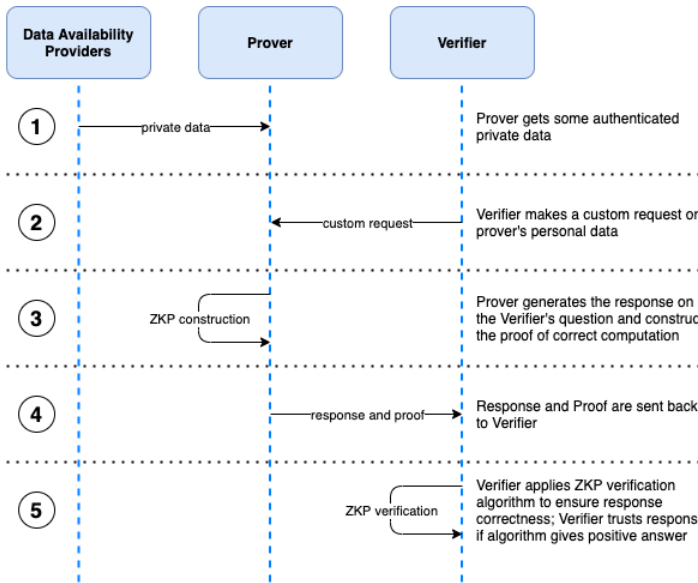 Data Availability
Providers
Prover
Verifier
1
private data
Prover gets some authenticated
private data
2
custom request
Verifier makes a custom request on
prover's personal data
3
ZKP construction
Prover generates the response on
the Verifier's question and construc
the proof of correct computation
4
response and proof
Response and Proof are sent back
to Verifier
5
ZKP verification
Verifier applies ZKP verification
algorithm to ensure response
correctness; Verifier trusts respons
if algorithm gives positive answer